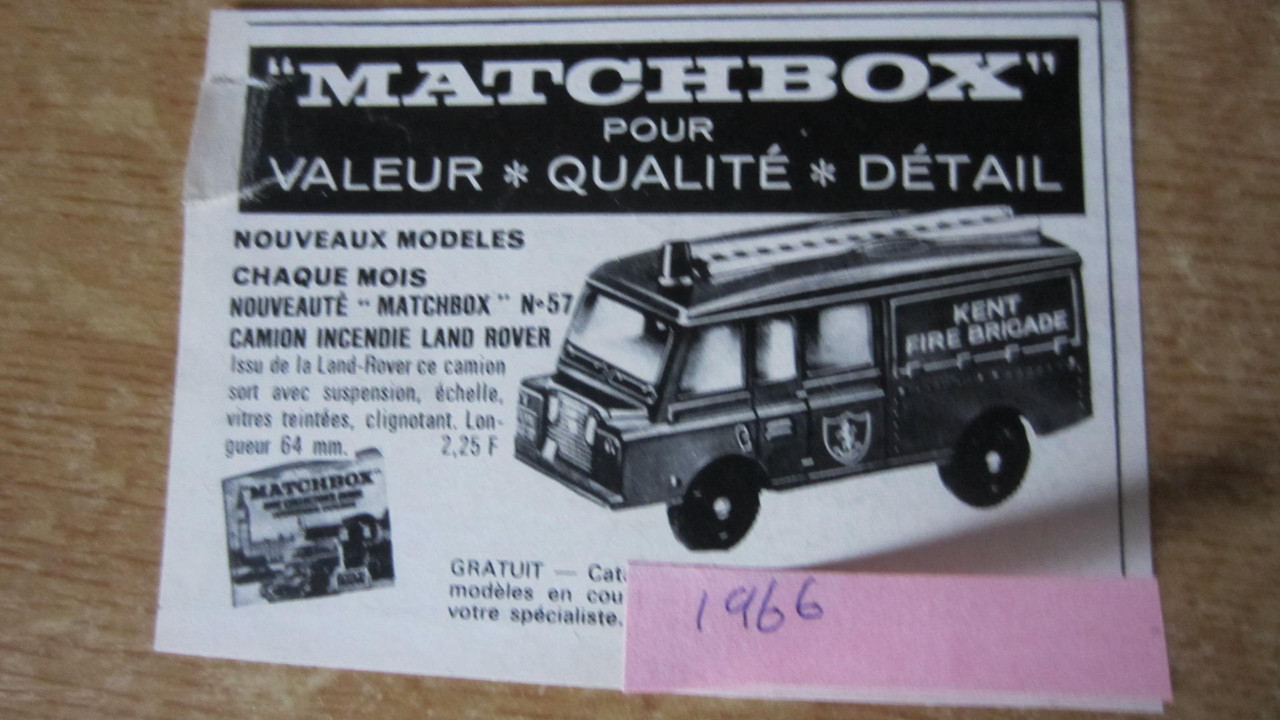 "MATCHBOX"
POUR
VALEUR * QUALITÉ * DÉTAIL
NOUVEAUX MODELES
CHAQUE MOIS
NOUVEAUTÉ "MATCHBOX" N°57
CAMION INCENDIE LAND ROVER
Issu de la Land-Rover ce camion
sort avec suspension, échelle,
vitres teintées, clignotant. Lon-
gueur 64 mm. 2,25 F
KENT
FIRE BRIGADE
MATCHBOX
GRATUIT — Cat
modèles en cou
votre spécialiste.
1966